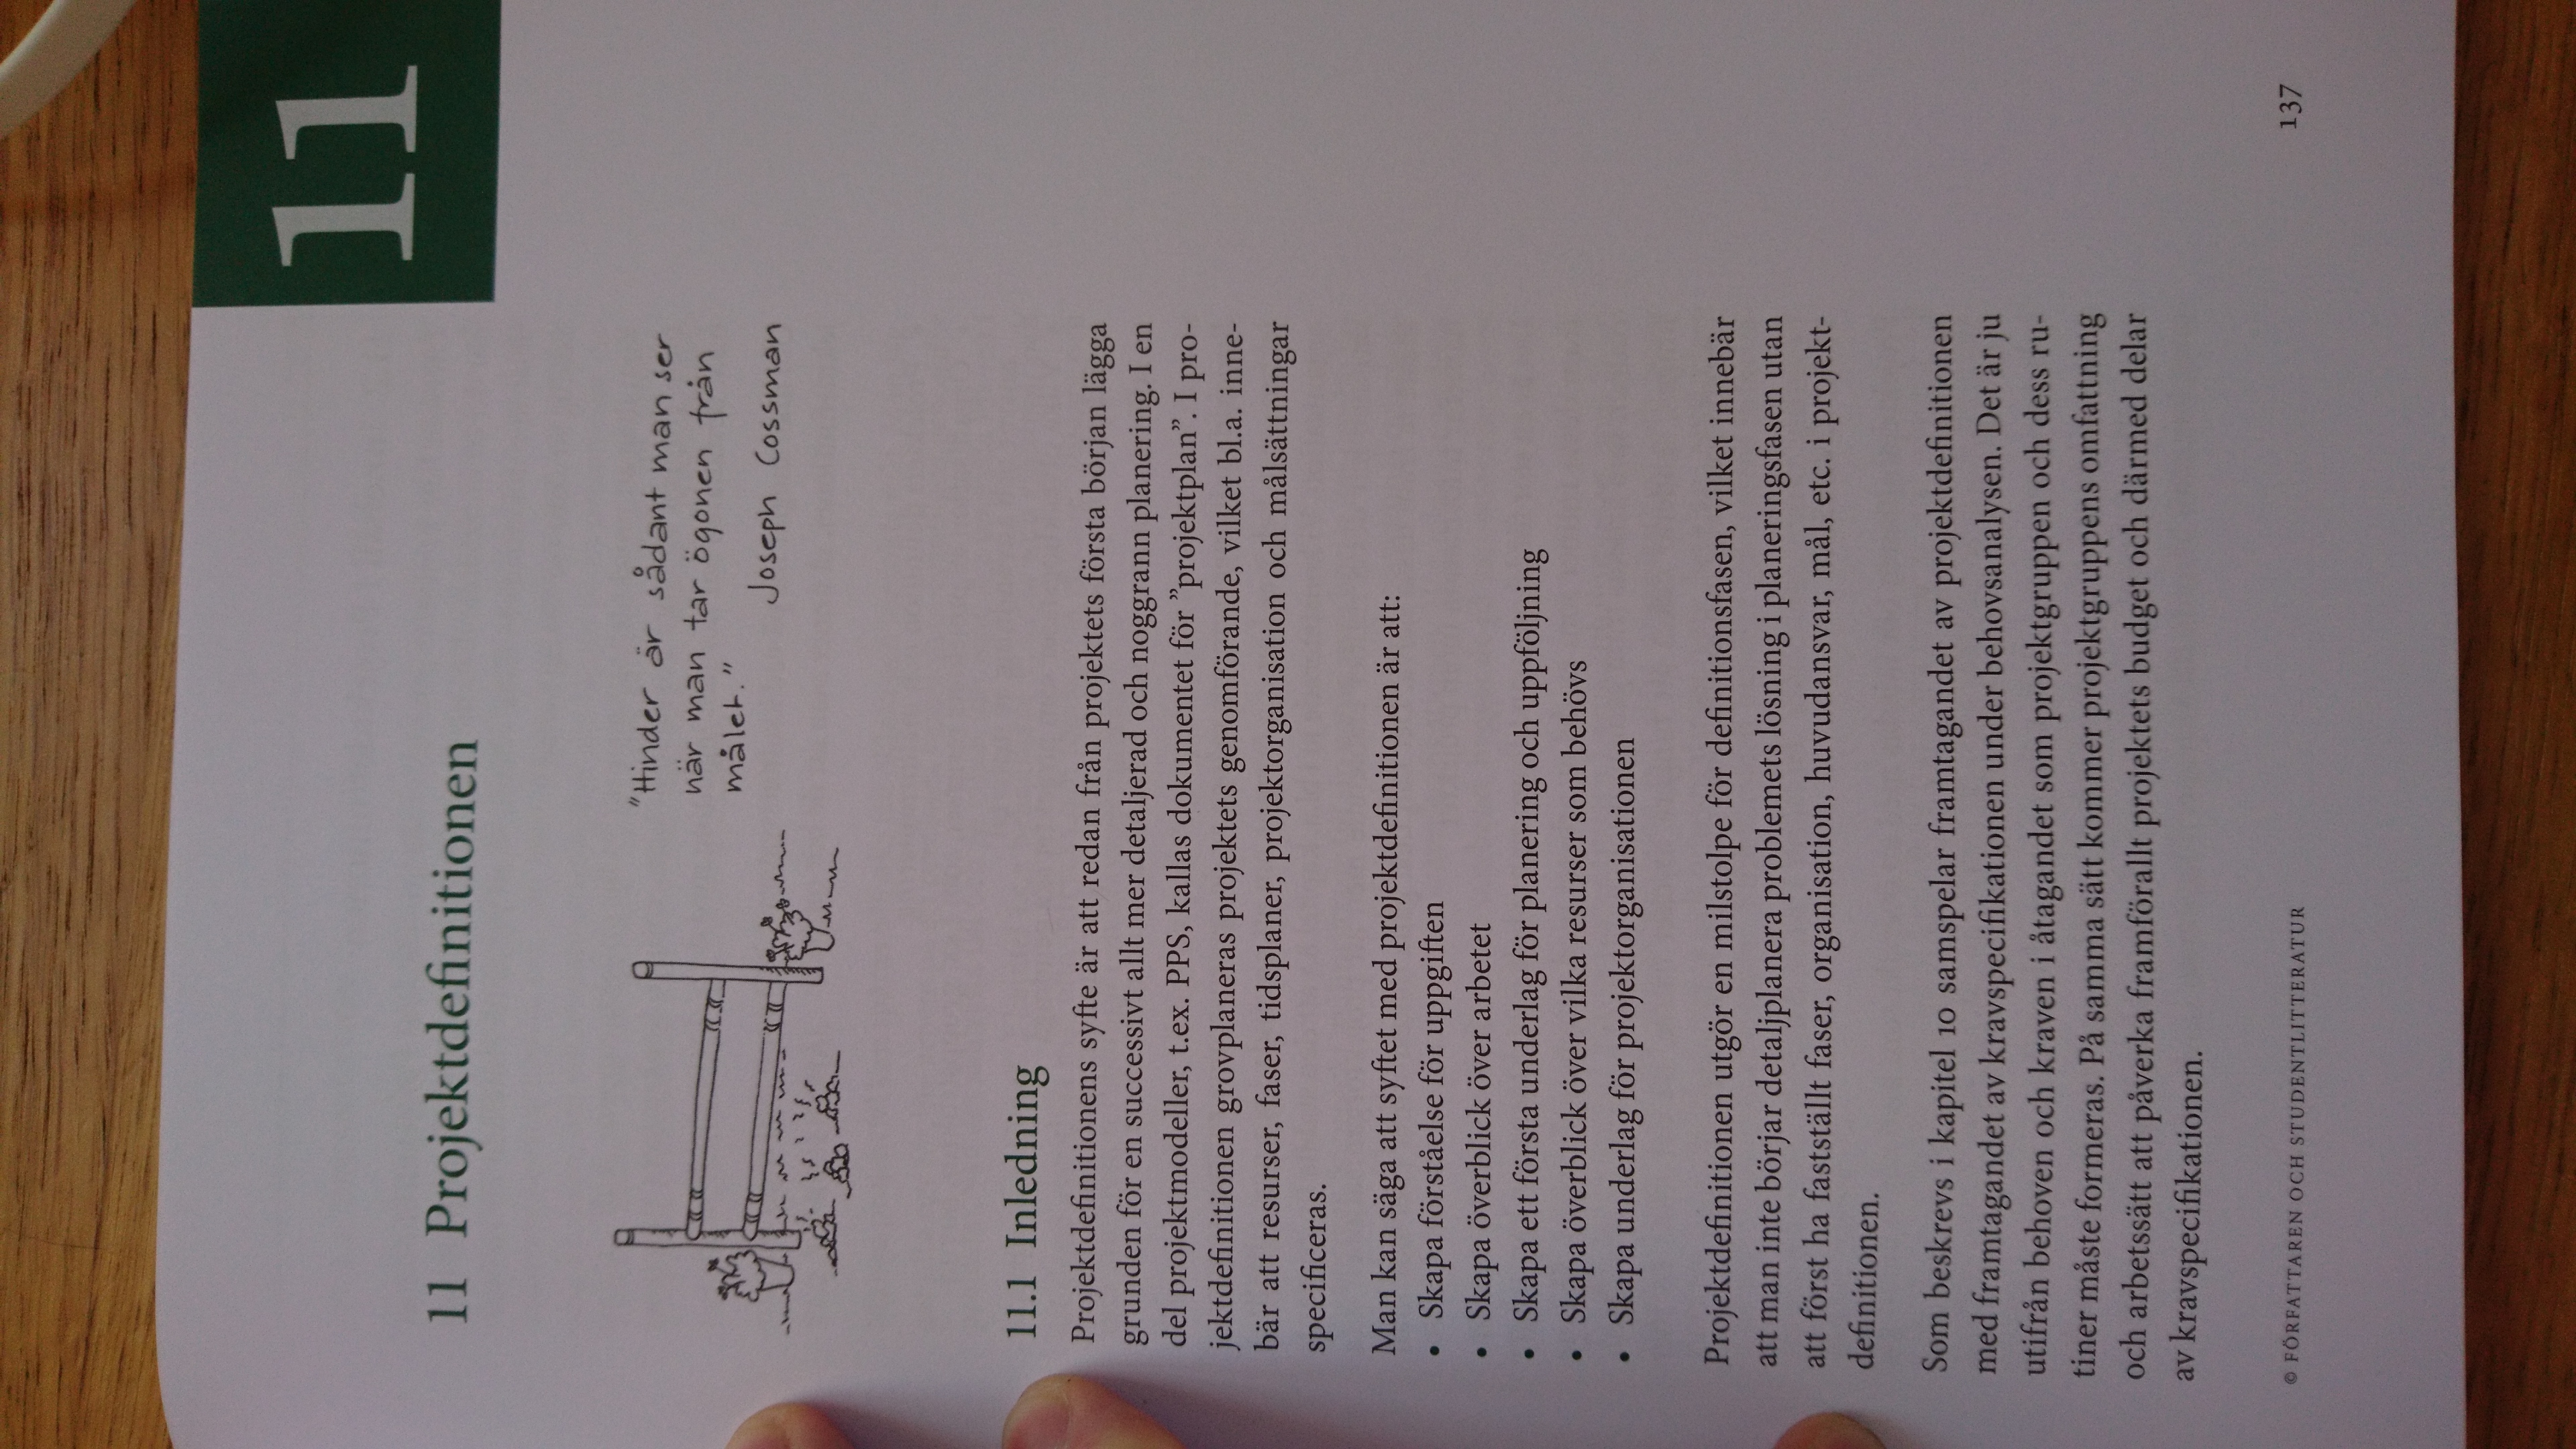 11
11 Projektdefinitionen
"Hinder är sådant man ser
när man tar ögonen från
målet."
Joseph Cossman
11.1 Inledning
Projektdefinitionens syfte är att redan från projektets första början lägga
grunden för en successivt allt mer detaljerad och noggrann planering. I en
del projektmodeller, t.ex. PPS, kallas dokumentet för ”projektplan”. I pro-
jektdefinitionen grovplaneras projektets genomförande, vilket bl.a. inne-
bär att resurser, faser, tidsplaner, projektorganisation och målsättningar
specificeras.
Man kan säga att syftet med projektdefinitionen är att:
• Skapa förståelse för uppgiften
• Skapa överblick över arbetet
• Skapa ett första underlag för planering och uppföljning
• Skapa överblick över vilka resurser som behövs
• Skapa underlag för projektorganisationen
Projektdefinitionen utgör en milstolpe för definitionsfasen, vilket innebär
att man inte börjar detaljplanera problemets lösning i planeringsfasen utan
att först ha fastställt faser, organisation, huvudansvar, mål, etc. i projekt-
definitionen.
Som beskrevs i kapitel 10 samspelar framtagandet av projektdefinitionen
med framtagandet av kravspecifikationen under behovsanalysen. Det är ju
utifrån behoven och kraven i åtagandet som projektgruppen och dess ru-
tiner måste formeras. På samma sätt kommer projektgruppens omfattning
och arbetssätt att påverka framförallt projektets budget och därmed delar
av kravspecifikationen.
© FÖRFATTAREN OCH STUDENTLITTERATUR
137